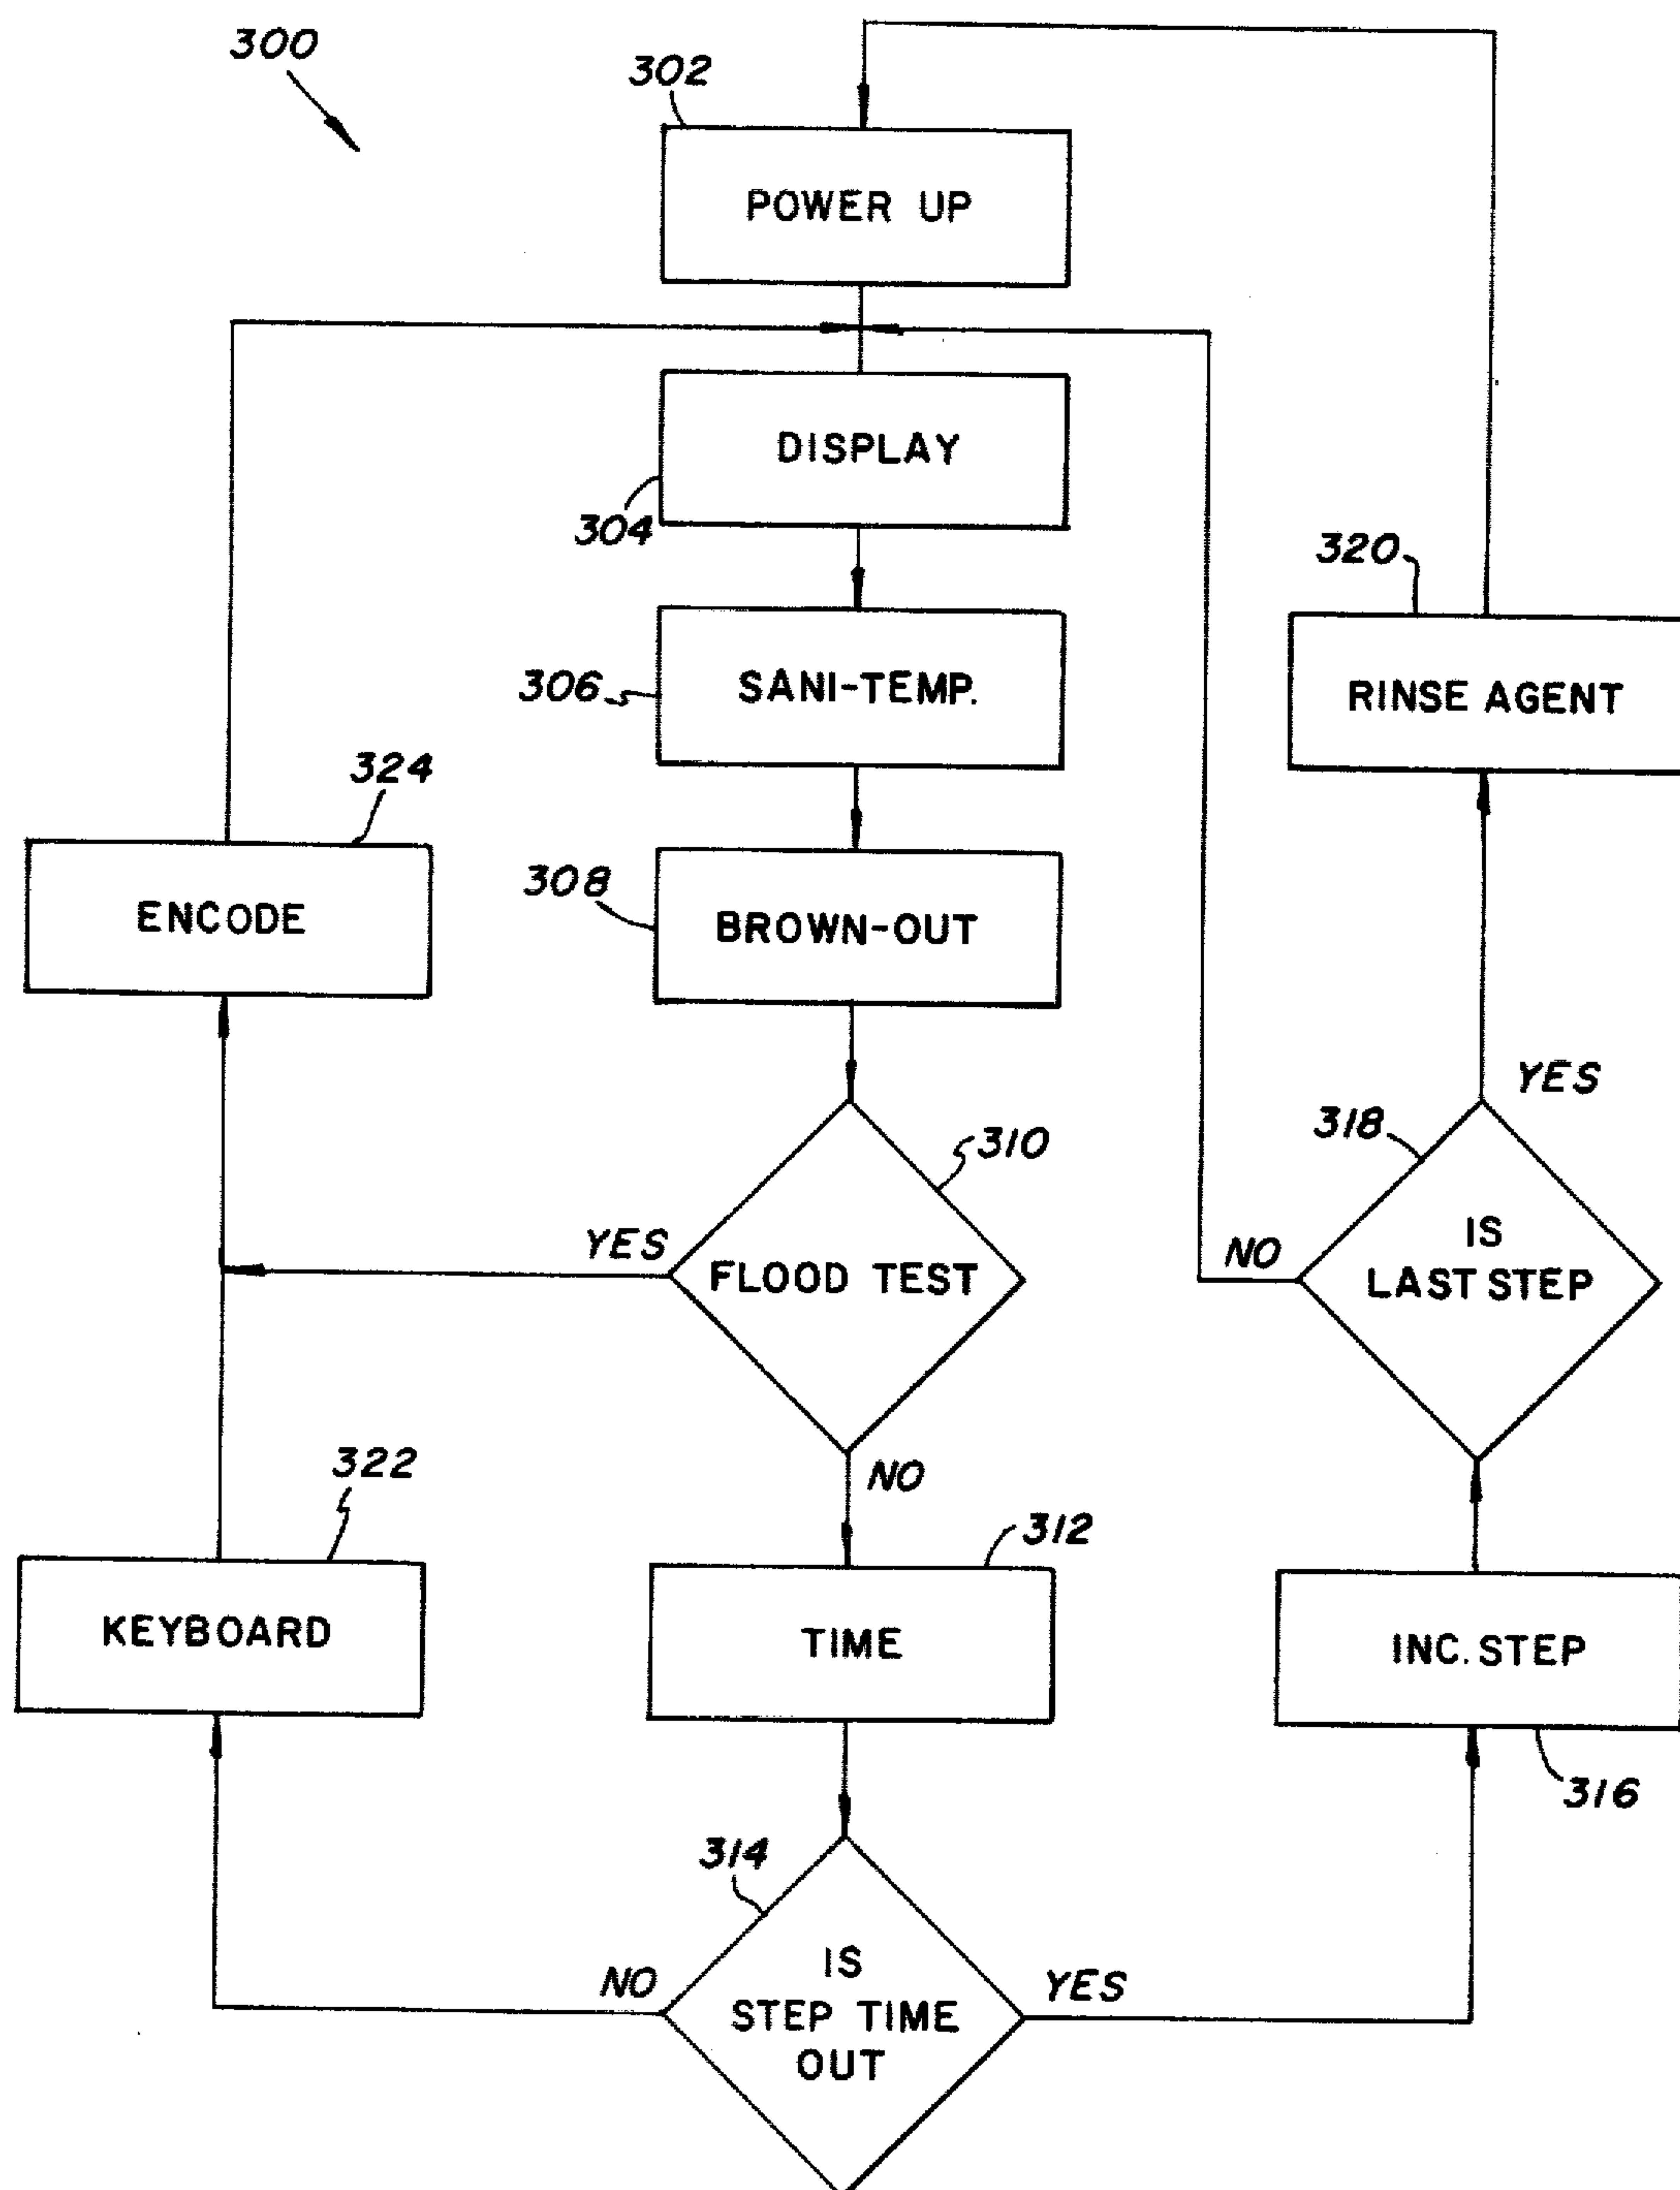 300
302
POWER UP
DISPLAY
304
306
SANI-TEMP.
320
RINSE AGENT
324
ENCODE
308
BROWN-OUT
310
YES
FLOOD TEST
NO
318
YES
NO
IS
LAST STEP
322
KEYBOARD
312
TIME
INC. STEP
316
314
NO
IS
STEP TIME
OUT
YES